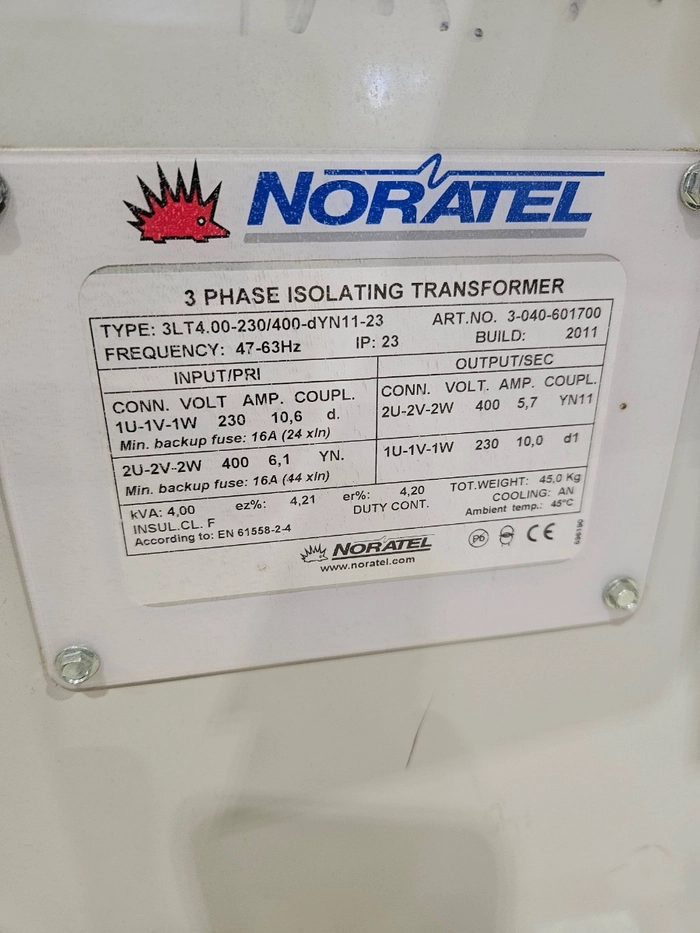 NORATEL
3 PHASE ISOLATING TRANSFORMER
TYPE: 3LT4.00-230/400-dYN11-23 ART.NO. 3-040-601700
FREQUENCY: 47-63Hz IP: 23 BUILD: 2011
INPUT/PRI OUTPUT/SEC
CONN. VOLT AMP. COUPL. CONN. VOLT. AMP. COUPL.
1U-1V-1W 230 10,6 d. 2U-2V-2W 400 5,7 YN11
Min. backup fuse: 16A (24 xIn)
2U-2V-2W 400 6,1 YN. 1U-1V-1W 230 10,0 d1
Min. backup fuse: 16A (44 xIn)
kVA: 4,00 ez%: 4,21 er%: 4,20 TOT.WEIGHT: 45,0 Kg
INSUL.CL. F DUTY CONT. COOLING: AN
According to: EN 61558-2-4 Ambient temp.: 45°C
NORATEL P6 CE
www.noratel.com